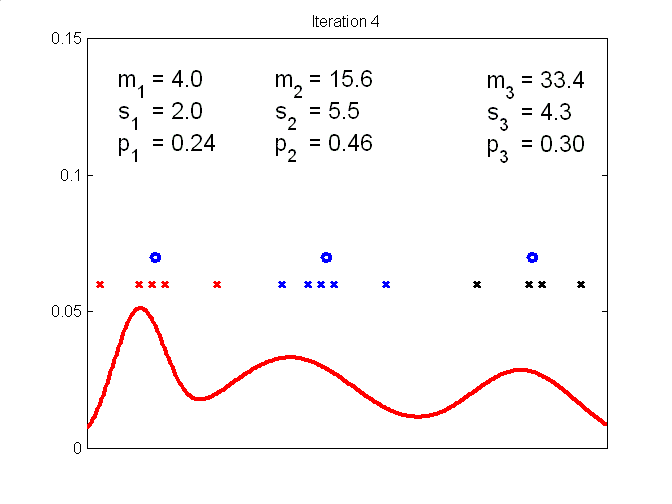 Iteration 4
0.15
m1 = 4.0 m2 = 15.6 m3 = 33.4
s1 = 2.0 s2 = 5.5 s3 = 4.3
p1 = 0.24 p2 = 0.46 p3 = 0.30
0.1
0.05
0